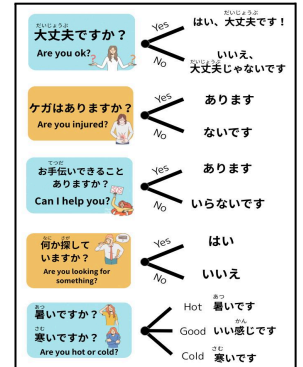 だいじょうぶ
大丈夫ですか?
Are you ok?
Yes
だいじょうぶ
はい、大丈夫です!
No
いいえ、
だいじょうぶ
大丈夫じゃないです
ケガはありますか?
Are you injured?
Yes
あります
No
ないです
てつだ
お手伝いできること
ありますか?
Can I help you?
Yes
あります
No
いらないです
なに さが
何か探して
いますか?
Are you looking for
something?
Yes
はい
No
いいえ
あつ
暑いですか?
さむ
寒いですか?
Are you hot or cold?
あつ
Hot 暑いです
かん
Good いい感じです
さむ
Cold 寒いです